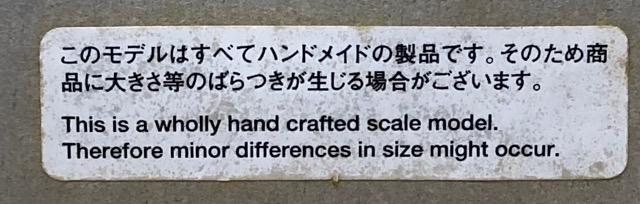 このモデルはすべてハンドメイドの製品です。そのため商
品に大きさ等のばらつきが生じる場合がございます。
This is a wholly hand crafted scale model.
Therefore minor differences in size might occur.